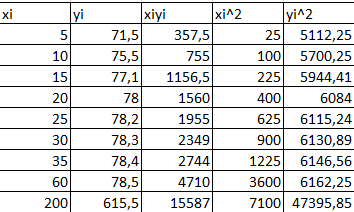 xi yi xiyi xi^2 yi^2
5 71,5 357,5 25 5112,25
10 75,5 755 100 5700,25
15 77,1 1156,5 225 5944,41
20 78 1560 400 6084
25 78,2 1955 625 6115,24
30 78,3 2349 900 6130,89
35 78,4 2744 1225 6146,56
60 78,5 4710 3600 6162,25
200 615,5 15587 7100 47395,85